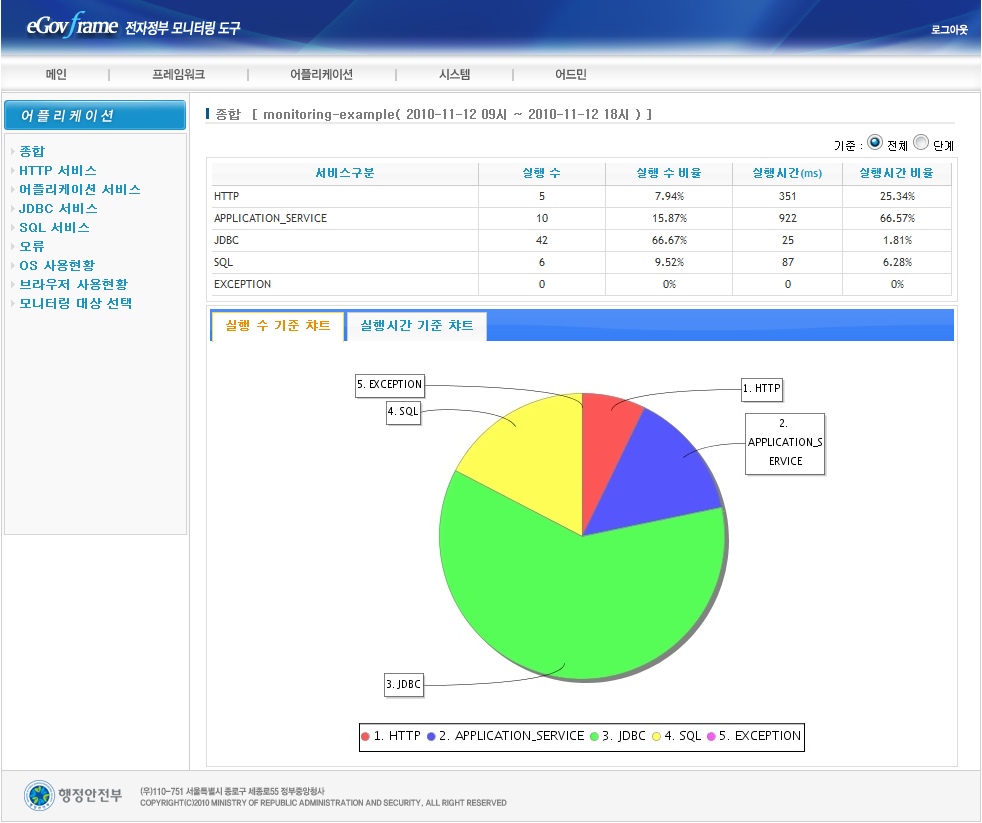 eGovframe 전자정부 모니터링 도구
로그아웃
메인 | 프레임워크 | 어플리케이션 | 시스템 | 어드민
어플리케이션
종합
HTTP 서비스
어플리케이션 서비스
JDBC 서비스
SQL 서비스
오류
OS 사용현황
브라우저 사용현황
모니터링 대상 선택
종합 [ monitoring-example( 2010-11-12 09시 ~ 2010-11-12 18시 ) ]
기준 : 전체 단계
서비스구분 실행 수 실행 수 비율 실행시간(ms) 실행시간 비율
HTTP 5 7.94% 351 25.34%
APPLICATION_SERVICE 10 15.87% 922 66.57%
JDBC 42 66.67% 25 1.81%
SQL 6 9.52% 87 6.28%
EXCEPTION 0 0% 0 0%
실행 수 기준 챠트 실행시간 기준 챠트
5. EXCEPTION
1. HTTP
4. SQL
2.
APPLICATION_S
ERVICE
3. JDBC
1. HTTP 2. APPLICATION_SERVICE 3. JDBC 4. SQL 5. EXCEPTION
행정안전부
(우)110-751 서울특별시 종로구 세종로55 정부중앙청사
COPYRIGHT(C)2010 MINISTRY OF REPUBLIC ADMINISTRATION AND SECURITY. ALL RIGHT RESERVED